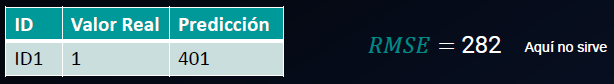 ID Valor Real Predicción
ID1 1 401
RMSE = 282 Aquí no sirve